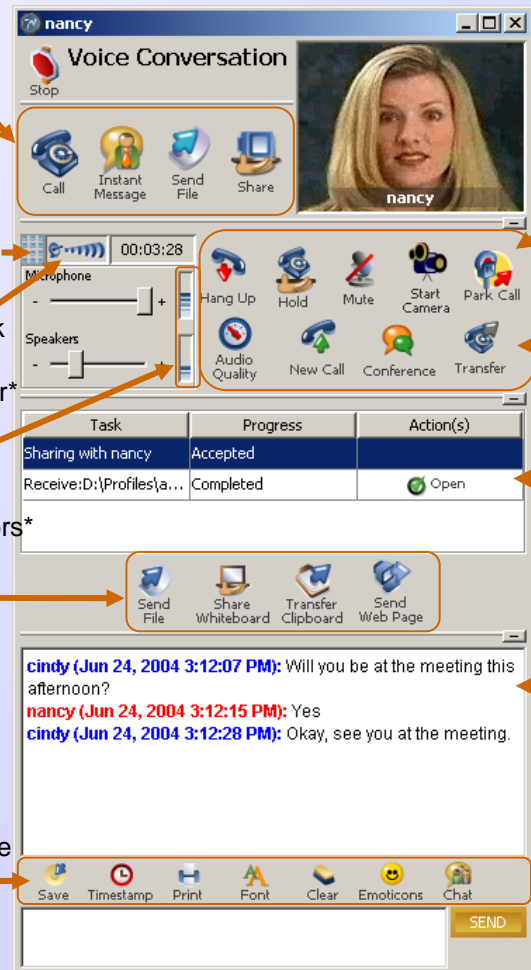 nancy
Voice Conversation
Stop
Call
Instant
Message
Send
File
Share
nancy
00:03:28
Microphone
- +
Speakers
- +
Hang Up
Hold
Mute
Start
Camera
Park Call
Audio
Quality
New Call
Conference
Transfer
Task Progress Action(s)
Sharing with nancy Accepted
Receive:D:\Profiles\a... Completed Open
Send
File
Share
Whiteboard
Transfer
Clipboard
Send
Web Page
cindy (Jun 24, 2004 3:12:07 PM): Will you be at the meeting this
afternoon?
nancy (Jun 24, 2004 3:12:15 PM): Yes
cindy (Jun 24, 2004 3:12:28 PM): Okay, see you at the meeting.
Save Timestamp Print Font Clear Emoticons Chat
SEND